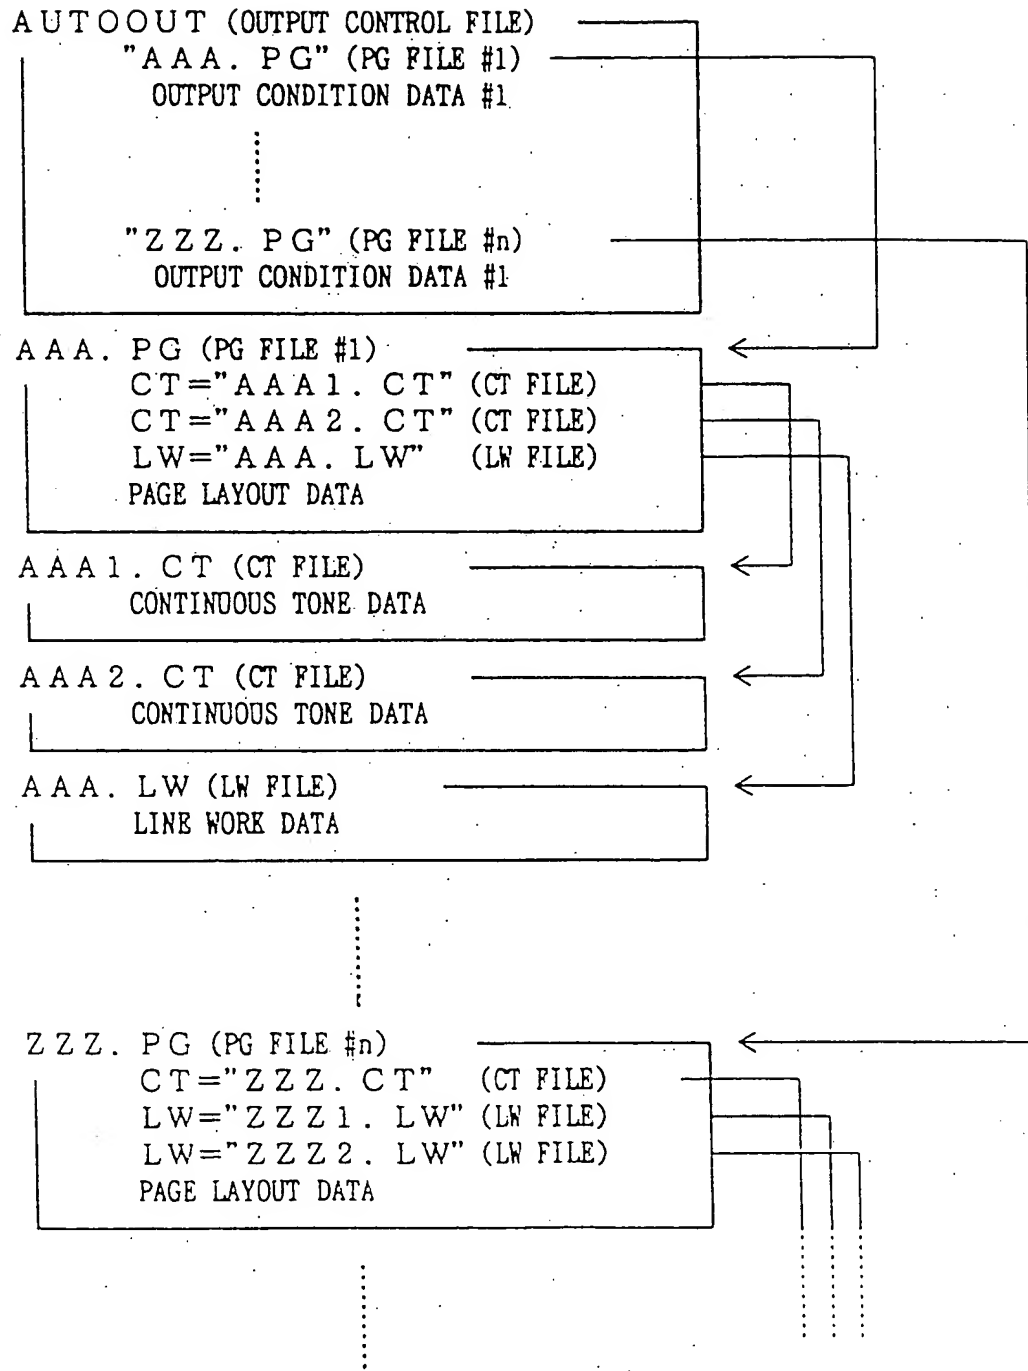 AUTOOUT (OUTPUT CONTROL FILE)
"AAA. PG" (PG FILE #1)
OUTPUT CONDITION DATA #1
"ZZZ. PG" (PG FILE #n)
OUTPUT CONDITION DATA #1
AAA. PG (PG FILE #1)
CT="AAA1. CT" (CT FILE)
CT="AAA2. CT" (CT FILE)
LW="AAA. LW" (LW FILE)
PAGE LAYOUT DATA
AAA1. CT (CT FILE)
CONTINUOUS TONE DATA
AAA2. CT (CT FILE)
CONTINUOUS TONE DATA
AAA. LW (LW FILE)
LINE WORK DATA
ZZZ. PG (PG FILE #n)
CT="ZZZ. CT" (CT FILE)
LW="ZZZ1. LW" (LW FILE)
LW="ZZZ2. LW" (LW FILE)
PAGE LAYOUT DATA